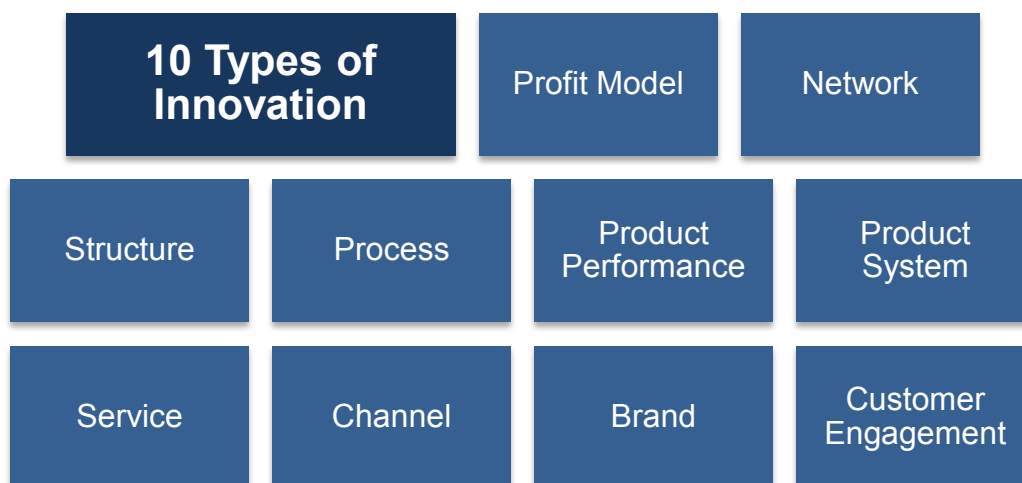 10 Types of
Innovation
Profit Model
Network
Structure
Process
Product
Performance
Product
System
Service
Channel
Brand
Customer
Engagement